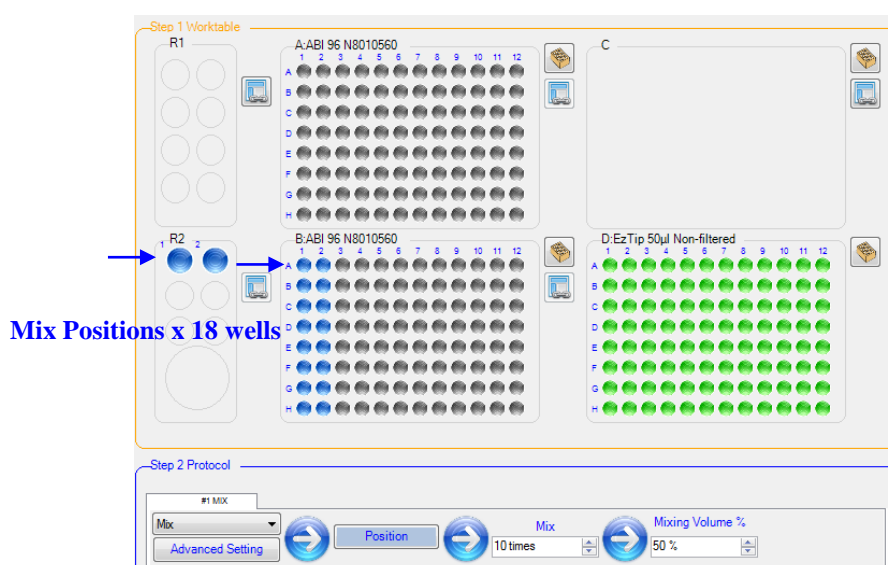 Step 1 Worktable
R1
A:ABI 96 N8010560
1 2 3 4 5 6 7 8 9 10 11 12
A
B
C
D
E
F
G
H
C
R2
1 2
B:ABI 96 N8010560
1 2 3 4 5 6 7 8 9 10 11 12
A
B
C
D
E
F
G
H
D:EzTip 50µl Non-filtered
1 2 3 4 5 6 7 8 9 10 11 12
A
B
C
D
E
F
G
H
Mix Positions x 18 wells
Step 2 Protocol
#1 MIX
Mix
Advanced Setting
Position
Mix
10 times
Mixing Volume %
50 %